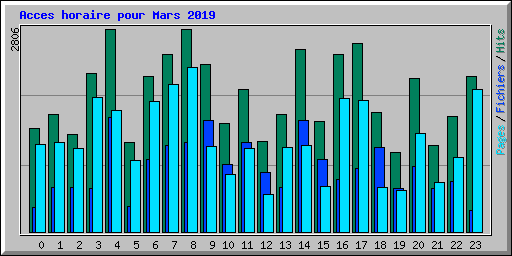 Acces horaire pour Mars 2019
2806
Pages / Fichiers / Hits
0 1 2 3 4 5 6 7 8 9 10 11 12 13 14 15 16 17 18 19 20 21 22 23